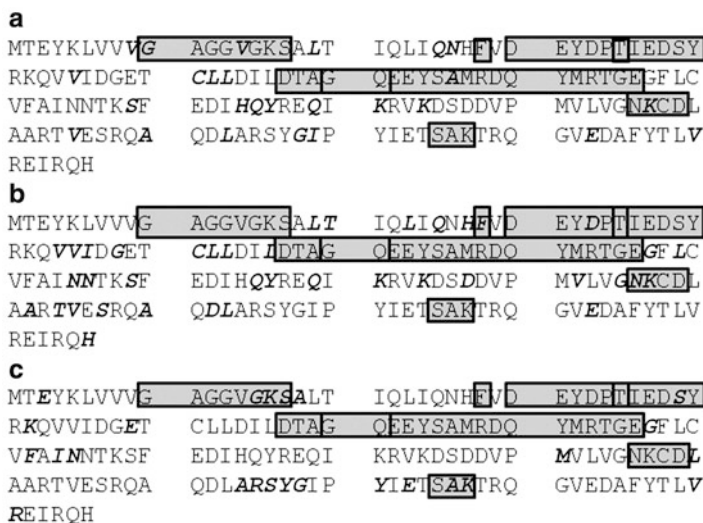 a
MTEYKLVVVG AGGVGKSALT IQLIQNHFVD EYDPTIEDSY
RKQVVIDGET CLLDILDTAG QEEYSAMRDQ YMRTGEGFLC
VFAINNTKSF EDIHQYREQI KRVKDSDDVP MVLVGNKCDL
AARTVESRQA QDLARSYGIP YIETSAKTRQ GVEDAFYTLV
REIRQH
b
MTEYKLVVVG AGGVGKSALT IQLIQNHFVD EYDPTIEDSY
RKQVVIDGET CLLDILDTAG QEEYSAMRDQ YMRTGEGFLC
VFAINNTKSF EDIHQYREQI KRVKDSDDVP MVLVGNKCDL
AARTVESRQA QDLARSYGIP YIETSAKTRQ GVEDAFYTLV
REIRQH
c
MTEYKLVVVG AGGVGKSALT IQLIQNHFVD EYDPTIEDSY
RKQVVIDGET CLLDILDTAG QEEYSAMRDQ YMRTGEGFLC
VFAINNTKSF EDIHQYREQI KRVKDSDDVP MVLVGNKCDL
AARTVESRQA QDLARSYGIP YIETSAKTRQ GVEDAFYTLV
REIRQH